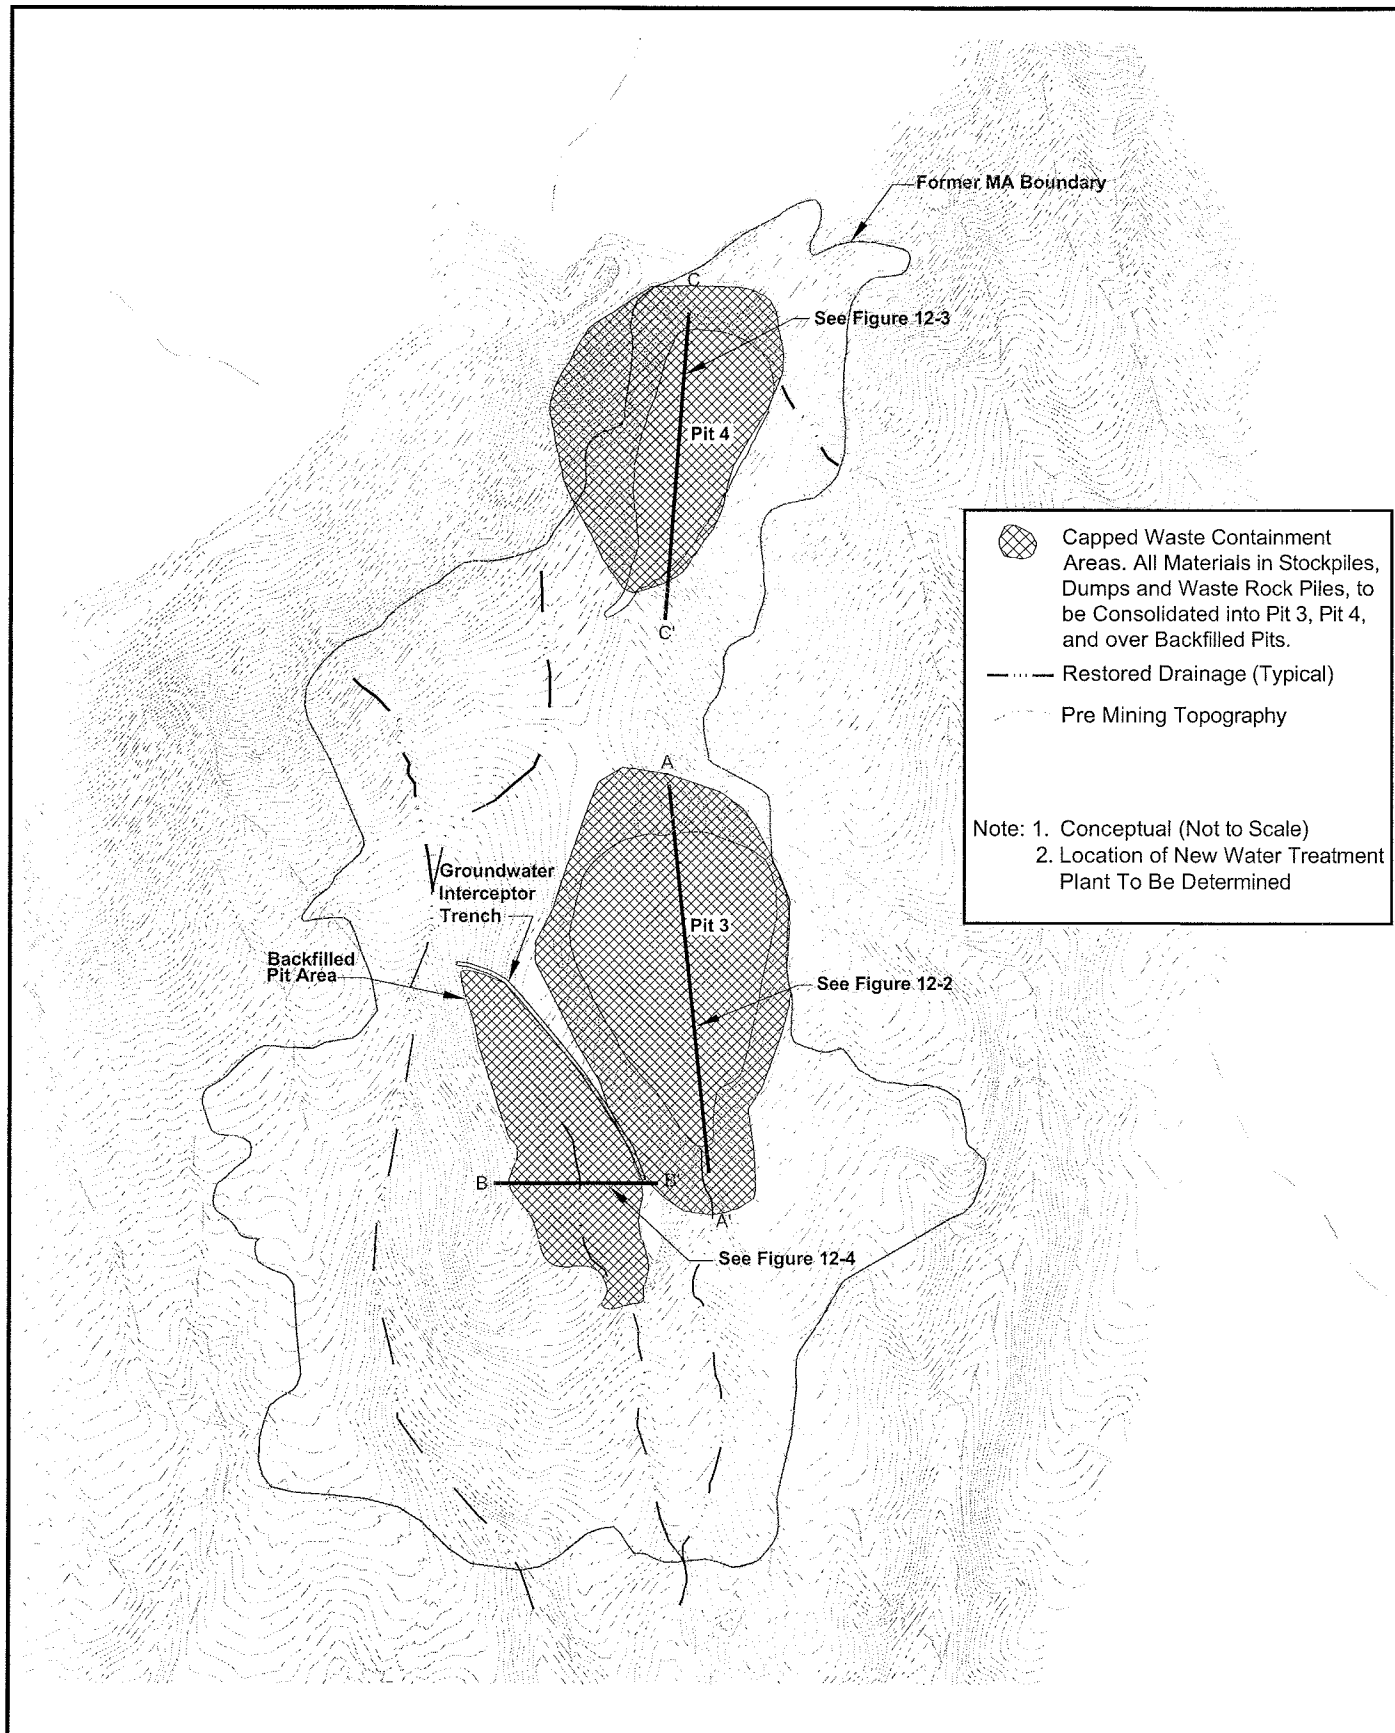 Former MA Boundary
C
See Figure 12-3
Pit 4
C'
Capped Waste Containment
Areas. All Materials in Stockpiles,
Dumps and Waste Rock Piles, to
be Consolidated into Pit 3, Pit 4,
and over Backfilled Pits.
Restored Drainage (Typical)
Pre Mining Topography
Note: 1. Conceptual (Not to Scale)
2. Location of New Water Treatment
Plant To Be Determined
A
Groundwater
Interceptor
Trench
Pit 3
Backfilled
Pit Area
See Figure 12-2
B
B'
A'
See Figure 12-4